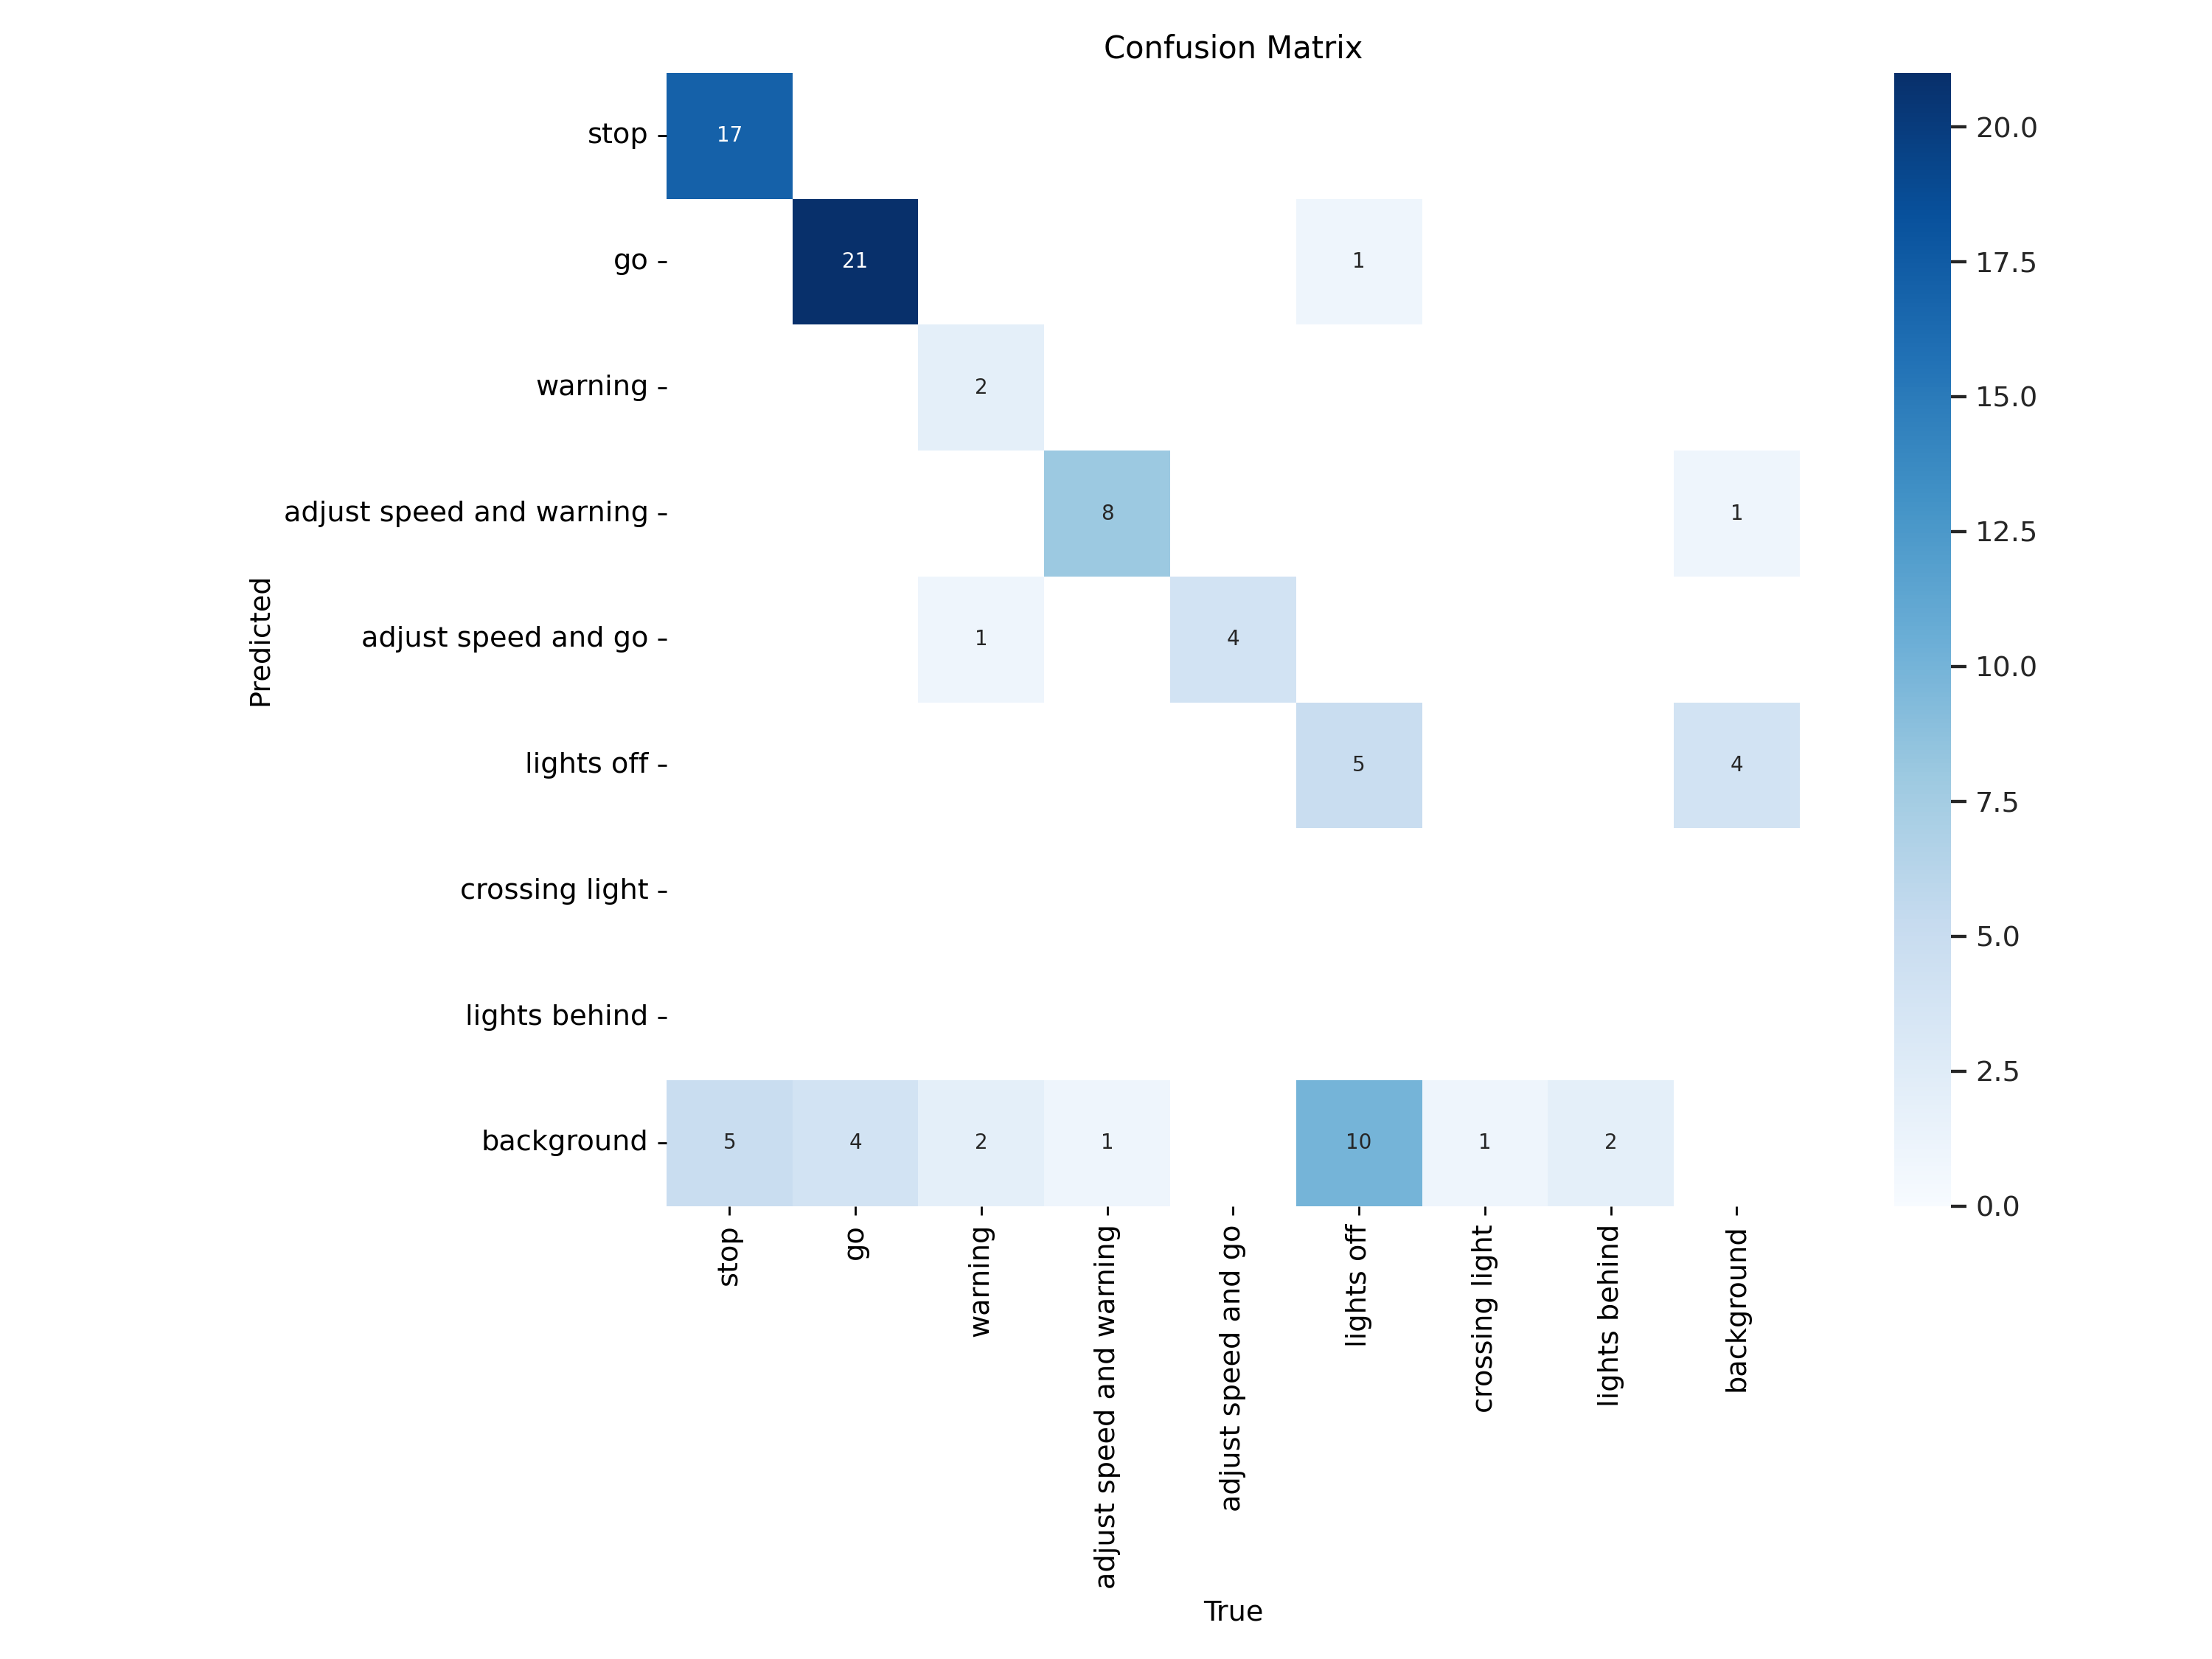 Confusion Matrix
stop
17
go
21
1
warning
2
adjust speed and warning
8
1
adjust speed and go
1
4
lights off
5
4
crossing light
lights behind
background
5
4
2
1
10
1
2
Predicted
stop
go
warning
adjust speed and warning
adjust speed and go
lights off
crossing light
lights behind
background
True
20.0
17.5
15.0
12.5
10.0
7.5
5.0
2.5
0.0